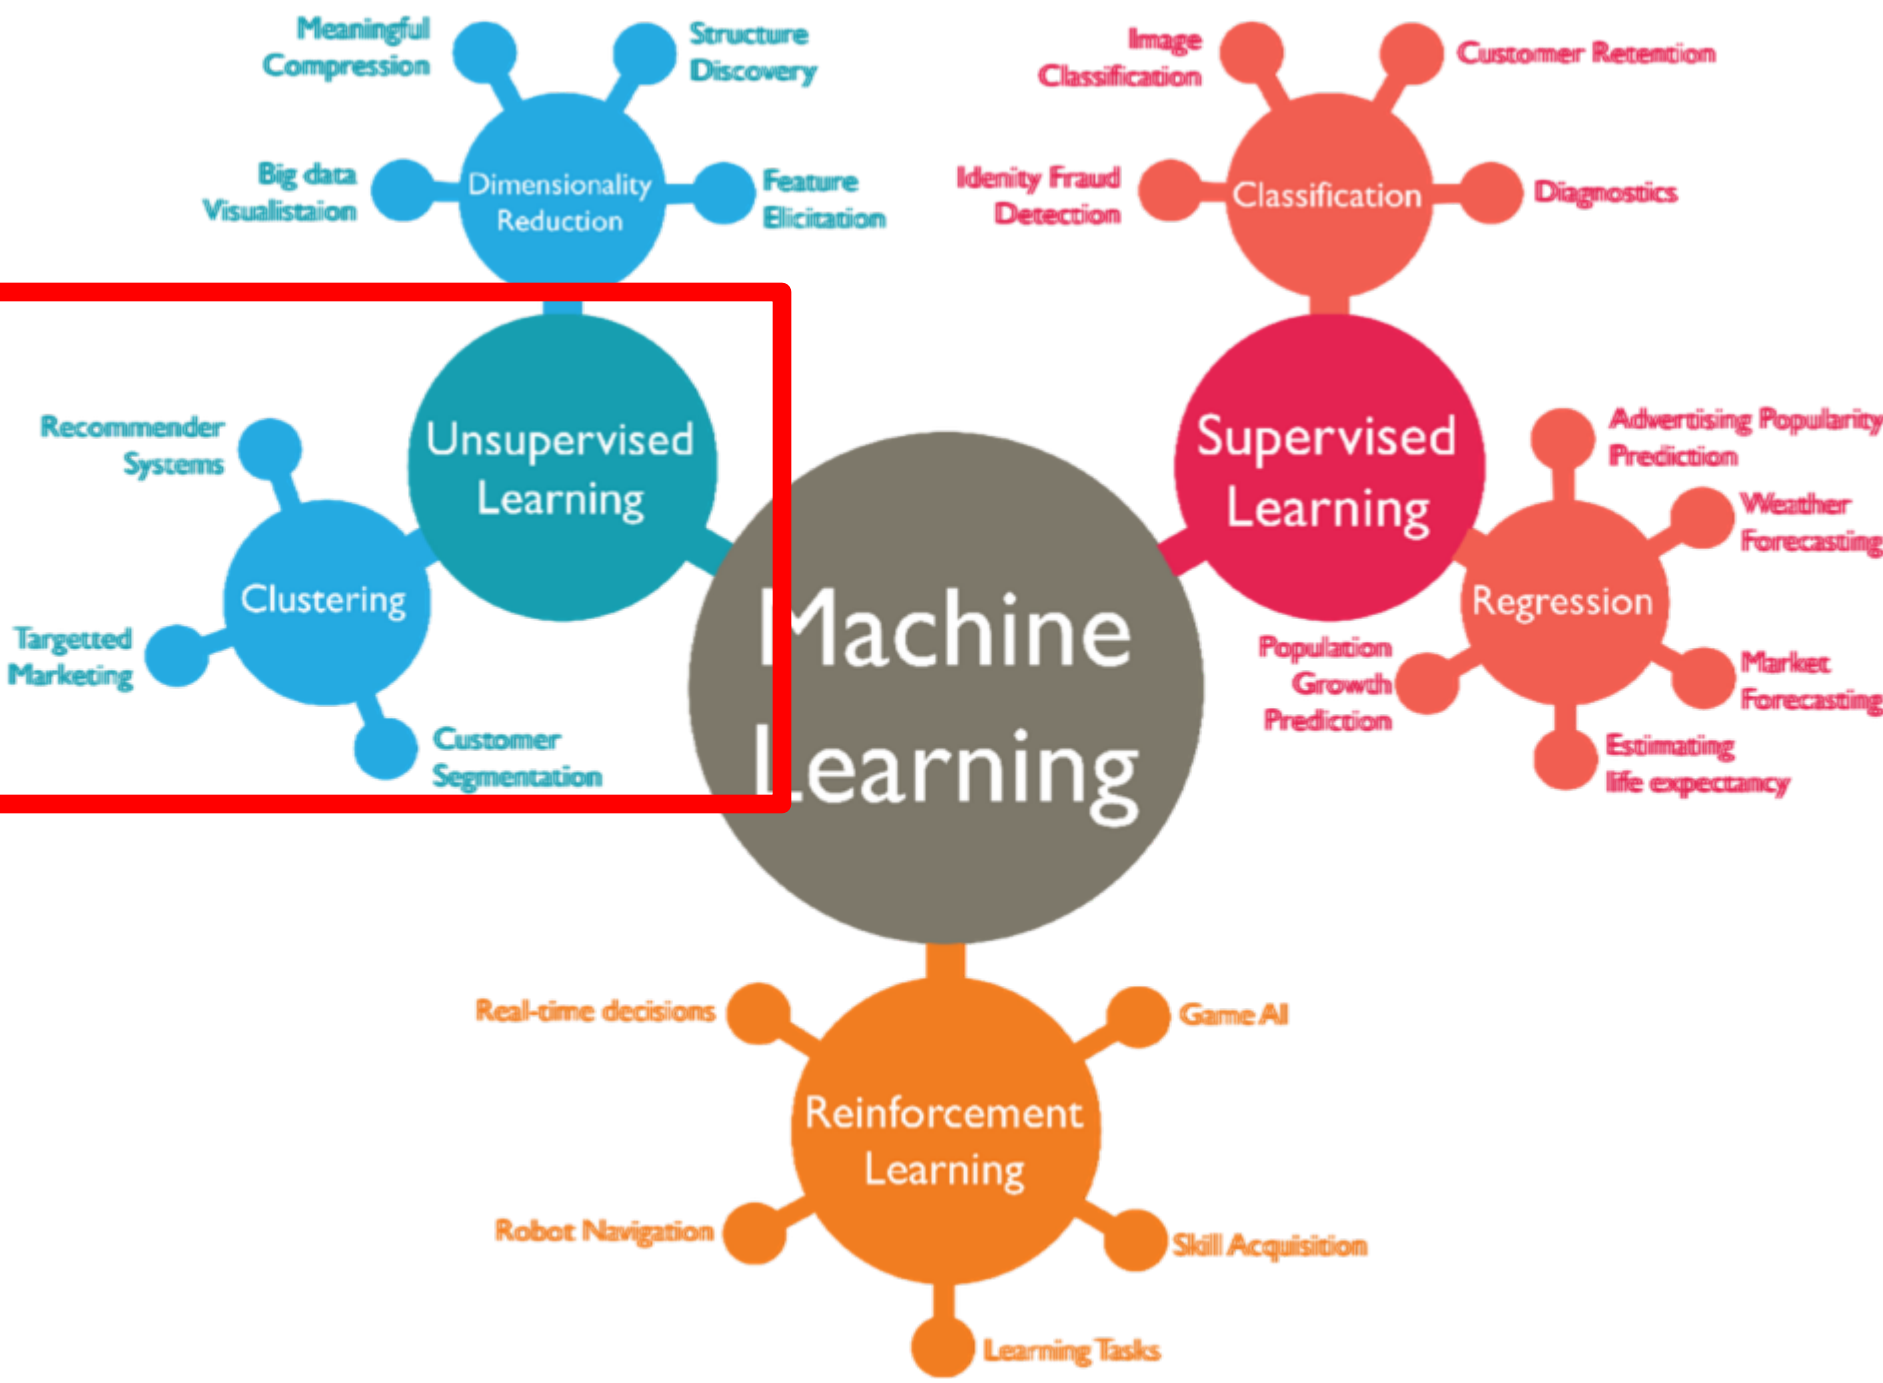 Meaningful
Compression
Structure
Discovery
Big data
Visualistaion
Dimensionality
Reduction
Feature
Elicitation
Image
Classification
Customer Retention
Idenity Fraud
Detection
Classification
Diagnostics
Unsupervised
Learning
Recommender
Systems
Clustering
Targetted
Marketing
Customer
Segmentation
Machine
Learning
Supervised
Learning
Advertising Popularity
Prediction
Weather
Forecasting
Regression
Population
Growth
Prediction
Market
Forecasting
Estimating
life expectancy
Real-time decisions
Game AI
Reinforcement
Learning
Robot Navigation
Skill Acquisition
Learning Tasks